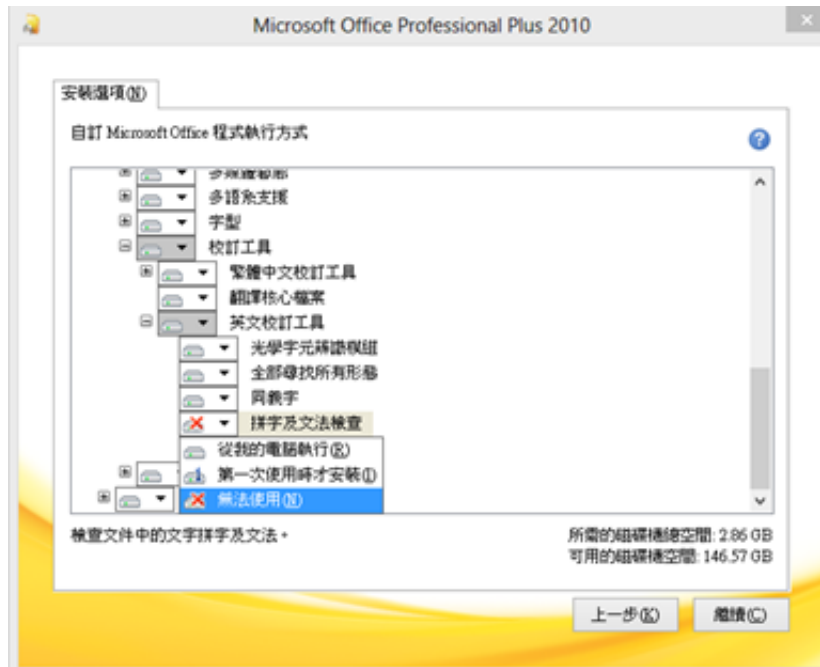 Microsoft Office Professional Plus 2010
安裝選項(N)
自訂 Microsoft Office 程式執行方式
多媒體藝廊
多語系支援
字型
校訂工具
繁體中文校訂工具
翻譯核心檔案
英文校訂工具
光學字元辨識模組
全部尋找所有形態
同義字
拼字及文法檢查
從我的電腦執行(R)
第一次使用時才安裝(I)
無法使用(N)
檢查文件中的文字拼字及文法。
所需的磁碟機總空間: 2.86 GB
可用的磁碟機空間: 146.57 GB
上一步(K)
繼續(C)